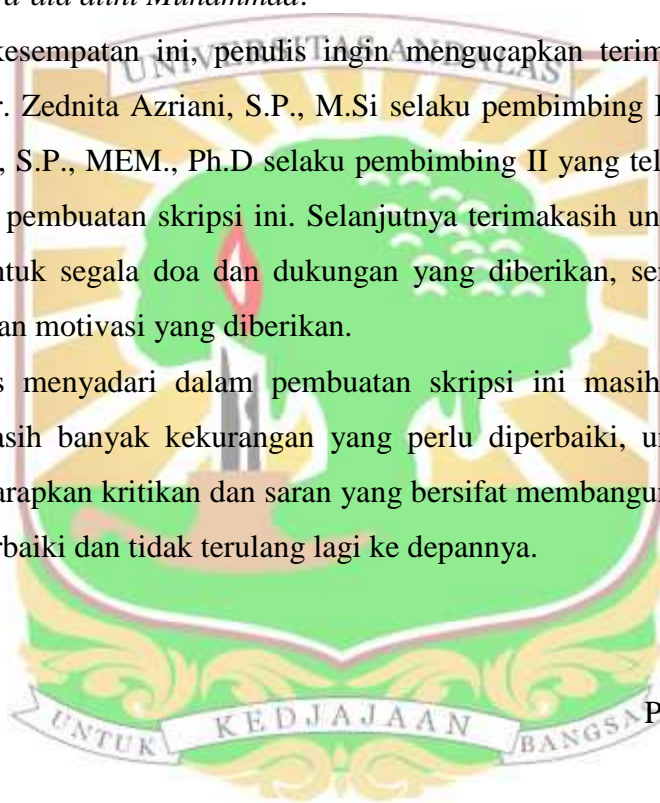 wa'ala alihi Muhammad.
kesempatan ini, penulis ingin mengucapkan terim
UNIVERSITAS ANDALAS
r. Zednita Azriani, S.P., M.Si selaku pembimbing I
, S.P., MEM., Ph.D selaku pembimbing II yang tel
pembuatan skripsi ini. Selanjutnya terimakasih un
ntuk segala doa dan dukungan yang diberikan, se
an motivasi yang diberikan.
s menyadari dalam pembuatan skripsi ini masih
asih banyak kekurangan yang perlu diperbaiki, u
arapkan kritikan dan saran yang bersifat membangu
rbaiki dan tidak terulang lagi ke depannya.
P
UNTUK KEDJAJAAN BANGSA